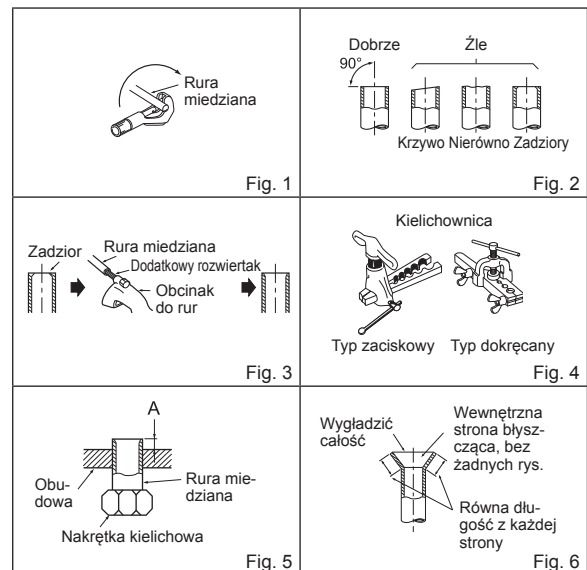 Rura
miedziana
Fig. 1
Dobrze
Źle
90°
Krzywo Nierówno Zadziory
Fig. 2
Zadzior
Rura miedziana
Dodatkowy rozwiertak
Obcinak
do rur
Fig. 3
Kielichownica
Typ zaciskowy
Typ dokręcany
Fig. 4
A
Obu-
dowa
Rura mie-
dziana
Nakrętka kielichowa
Fig. 5
Wygładzić
całość
Wewnętrzna
strona błysz-
cząca, bez
żadnych rys.
Równa dłu-
gość z każdej
strony
Fig. 6